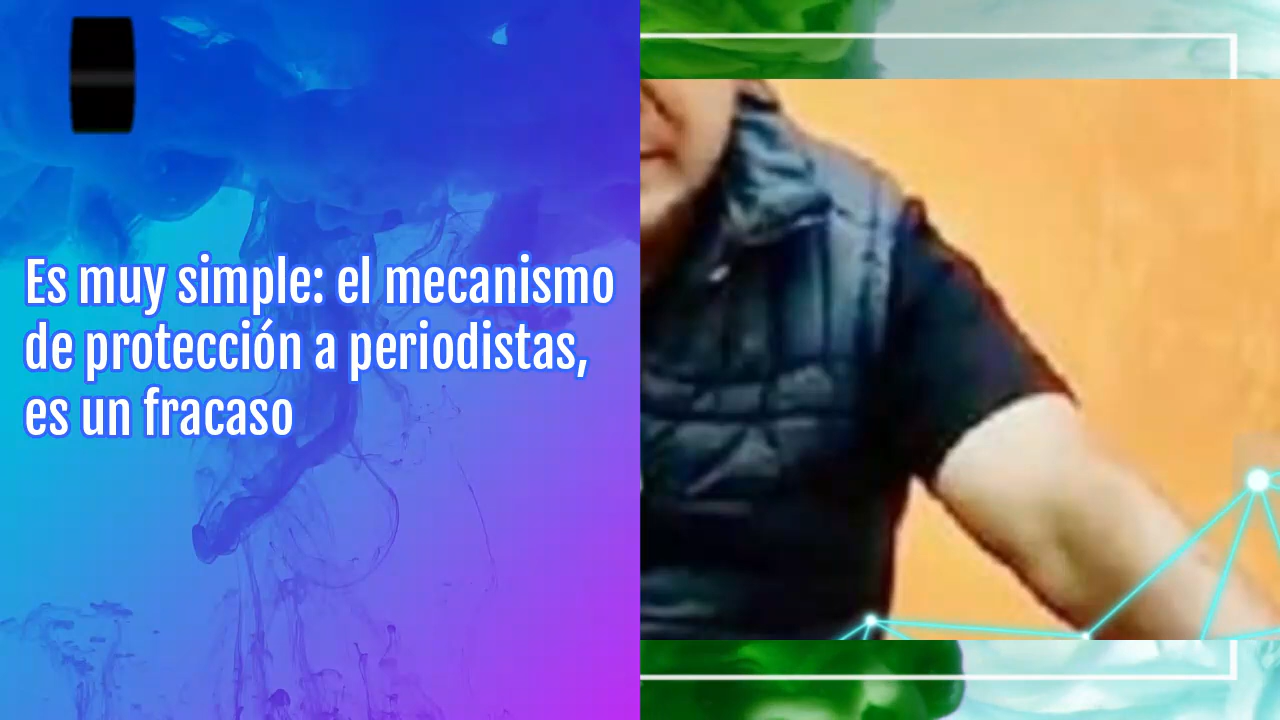 Es muy simple: el mecanismo
de protección a periodistas,
es un fracaso